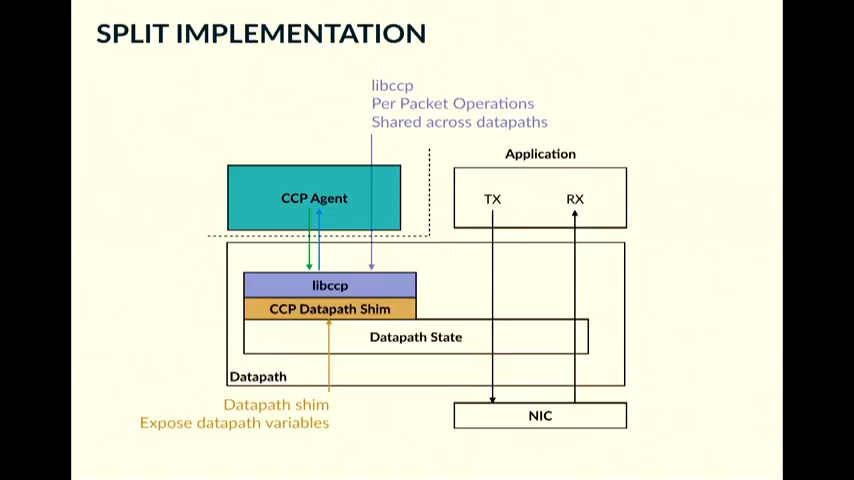 SPLIT IMPLEMENTATION
libccp
Per Packet Operations
Shared across datapaths
Application
CCP Agent
TX
RX
libccp
CCP Datapath Shim
Datapath State
Datapath
Datapath shim
Expose datapath variables
NIC